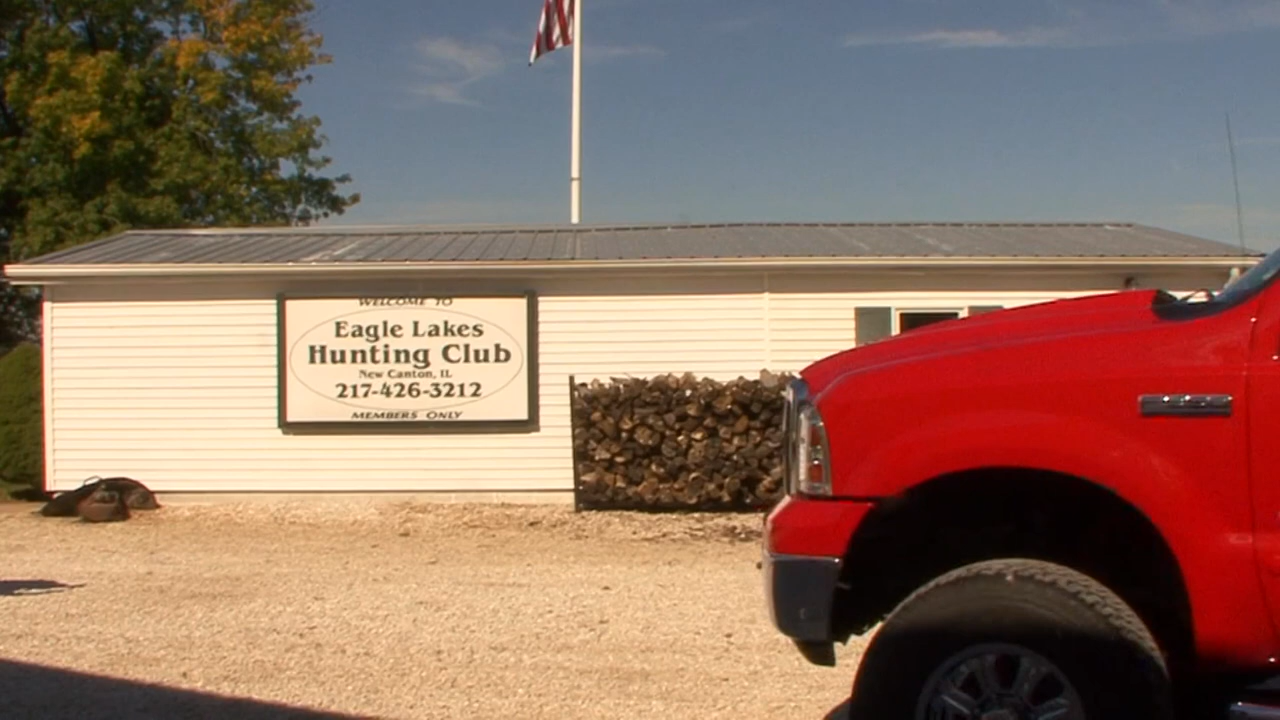 WELCOME TO
Eagle Lakes
Hunting Club
New Canton, IL
217-426-3212
MEMBERS ONLY